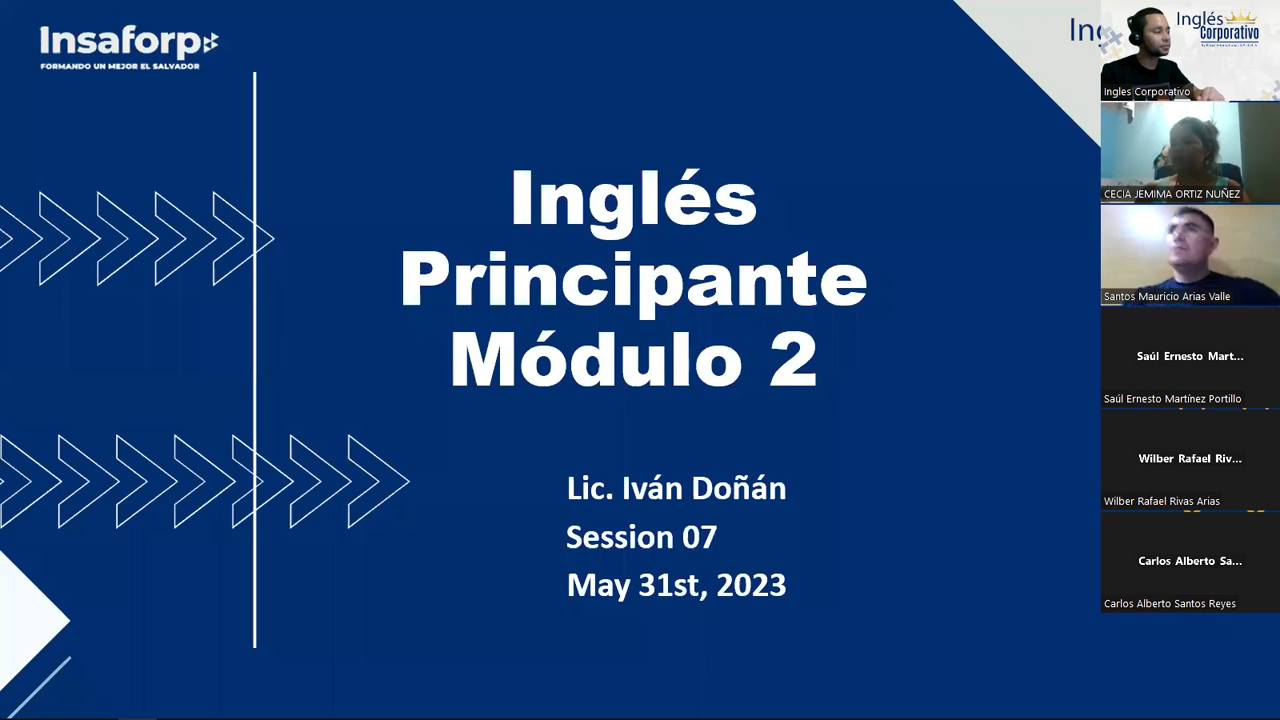 Insaforp
FORMANDO UN MEJOR EL SALVADOR
Inglés
Principante
Módulo 2
Lic. Iván Doñán
Session 07
May 31st, 2023
Inglés
Corporativo
Ingles Corporativo
CECIA JEMIMA ORTIZ NUÑEZ
Santos Mauricio Arias Valle
Saúl Ernesto Mart...
Saúl Ernesto Martínez Portillo
Wilber Rafael Riv...
Wilber Rafael Rivas Arias
Carlos Alberto Sa...
Carlos Alberto Santos Reyes